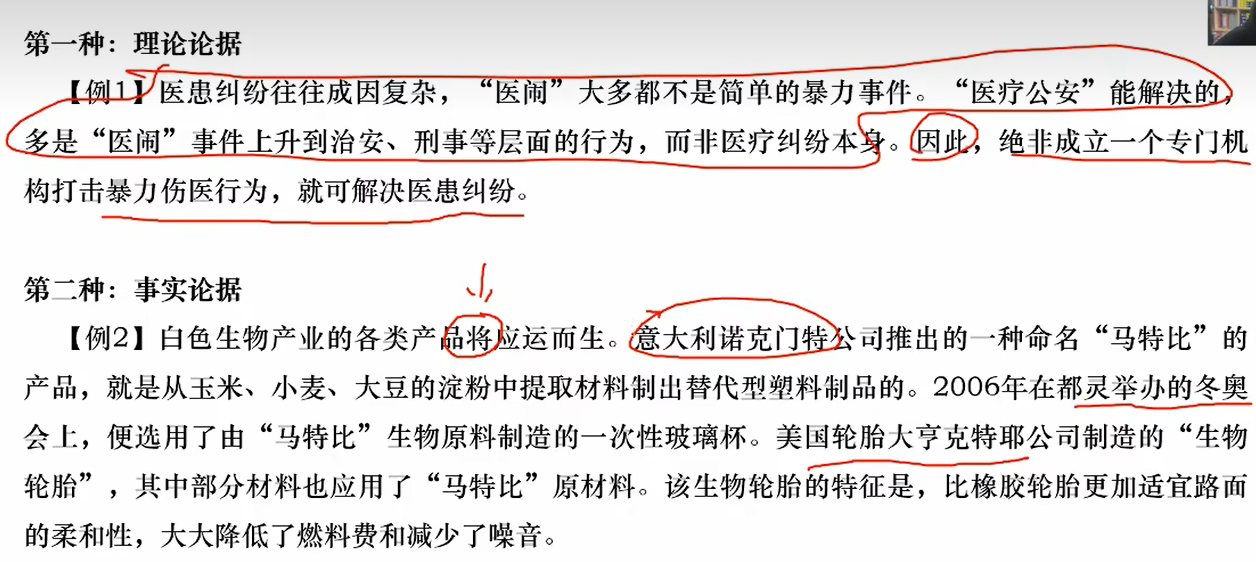 第一种：理论论据
【例1】医患纠纷往往成因复杂，“医闹”大多都不是简单的暴力事件。“医疗公安”能解决的，
多是“医闹”事件上升到治安、刑事等层面的行为，而非医疗纠纷本身。因此，绝非成立一个专门机
构打击暴力伤医行为，就可解决医患纠纷。
第二种：事实论据
【例2】白色生物产业的各类产品将应运而生。意大利诺克门特公司推出的一种命名“马特比”的
产品，就是从玉米、小麦、大豆的淀粉中提取材料制出替代型塑料制品的。2006年在都灵举办的冬奥
会上，便选用了由“马特比”生物原料制造的一次性玻璃杯。美国轮胎大亨克特耶公司制造的“生物
轮胎”，其中部分材料也应用了“马特比”原材料。该生物轮胎的特征是，比橡胶轮胎更加适宜路面
的柔和性，大大降低了燃料费和减少了噪音。